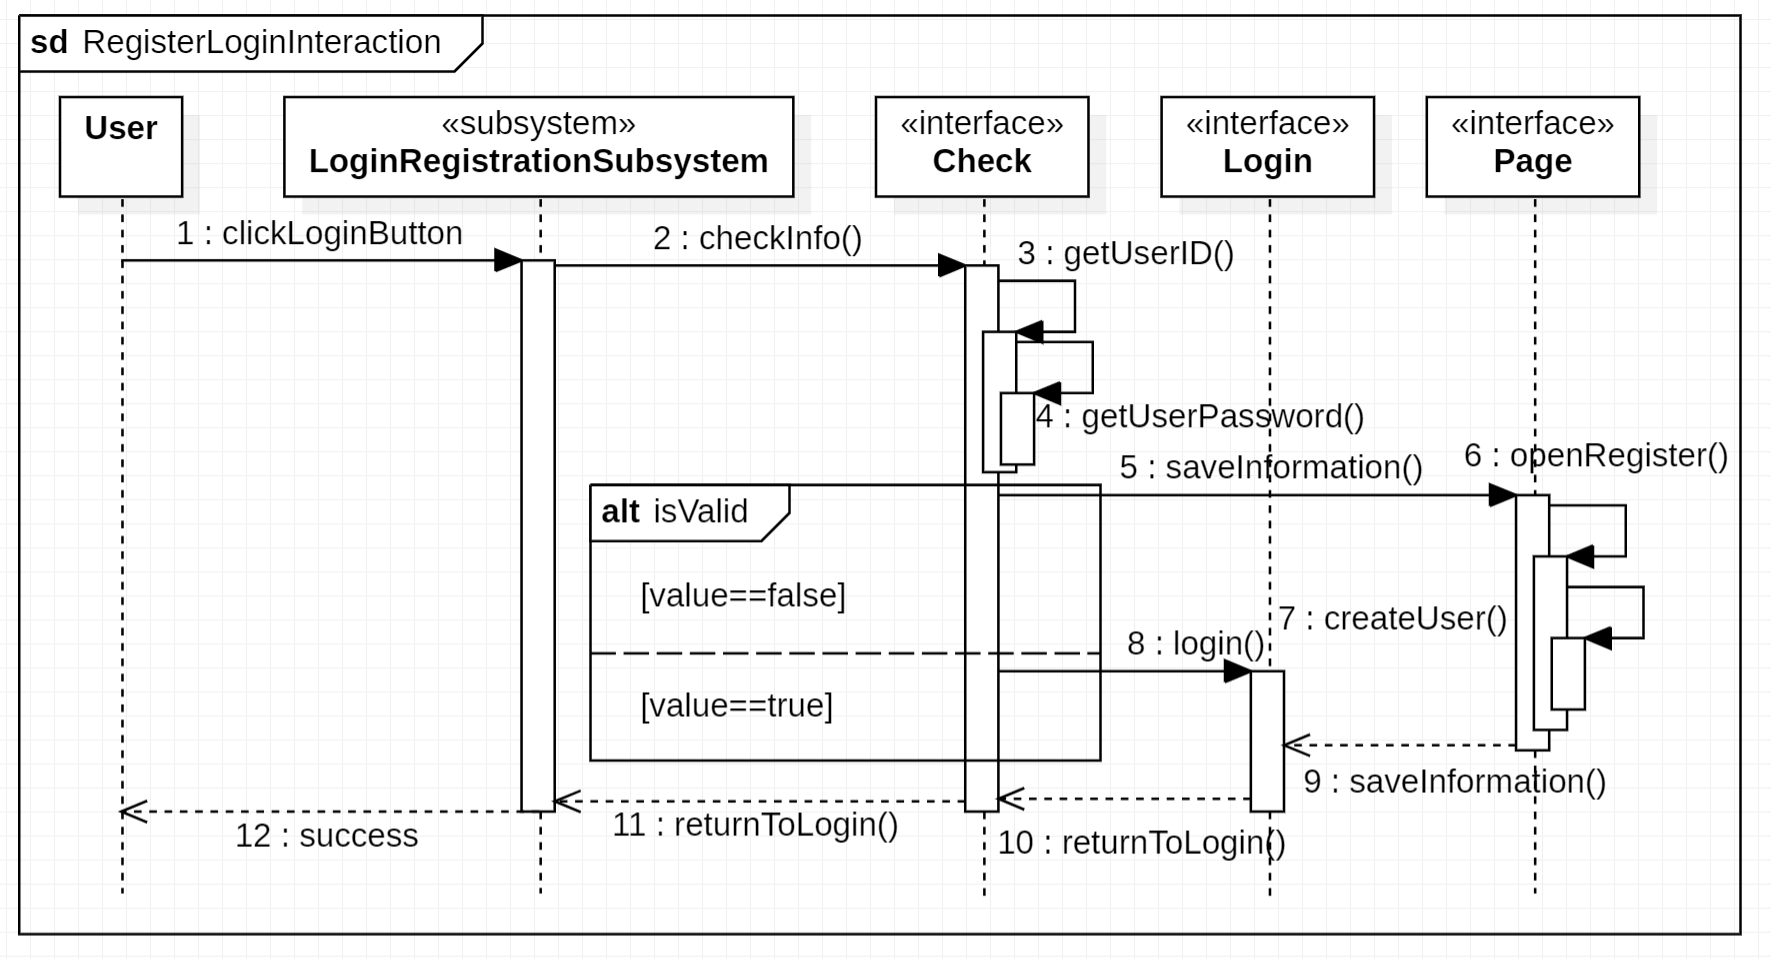 sd RegisterLoginInteraction
User
«subsystem»
LoginRegistrationSubsystem
«interface»
Check
«interface»
Login
«interface»
Page
1 : clickLoginButton
2 : checkInfo()
3 : getUserID()
4 : getUserPassword()
5 : saveInformation()
6 : openRegister()
alt isValid
[value==false]
7 : createUser()
8 : login()
[value==true]
9 : saveInformation()
10 : returnToLogin()
11 : returnToLogin()
12 : success